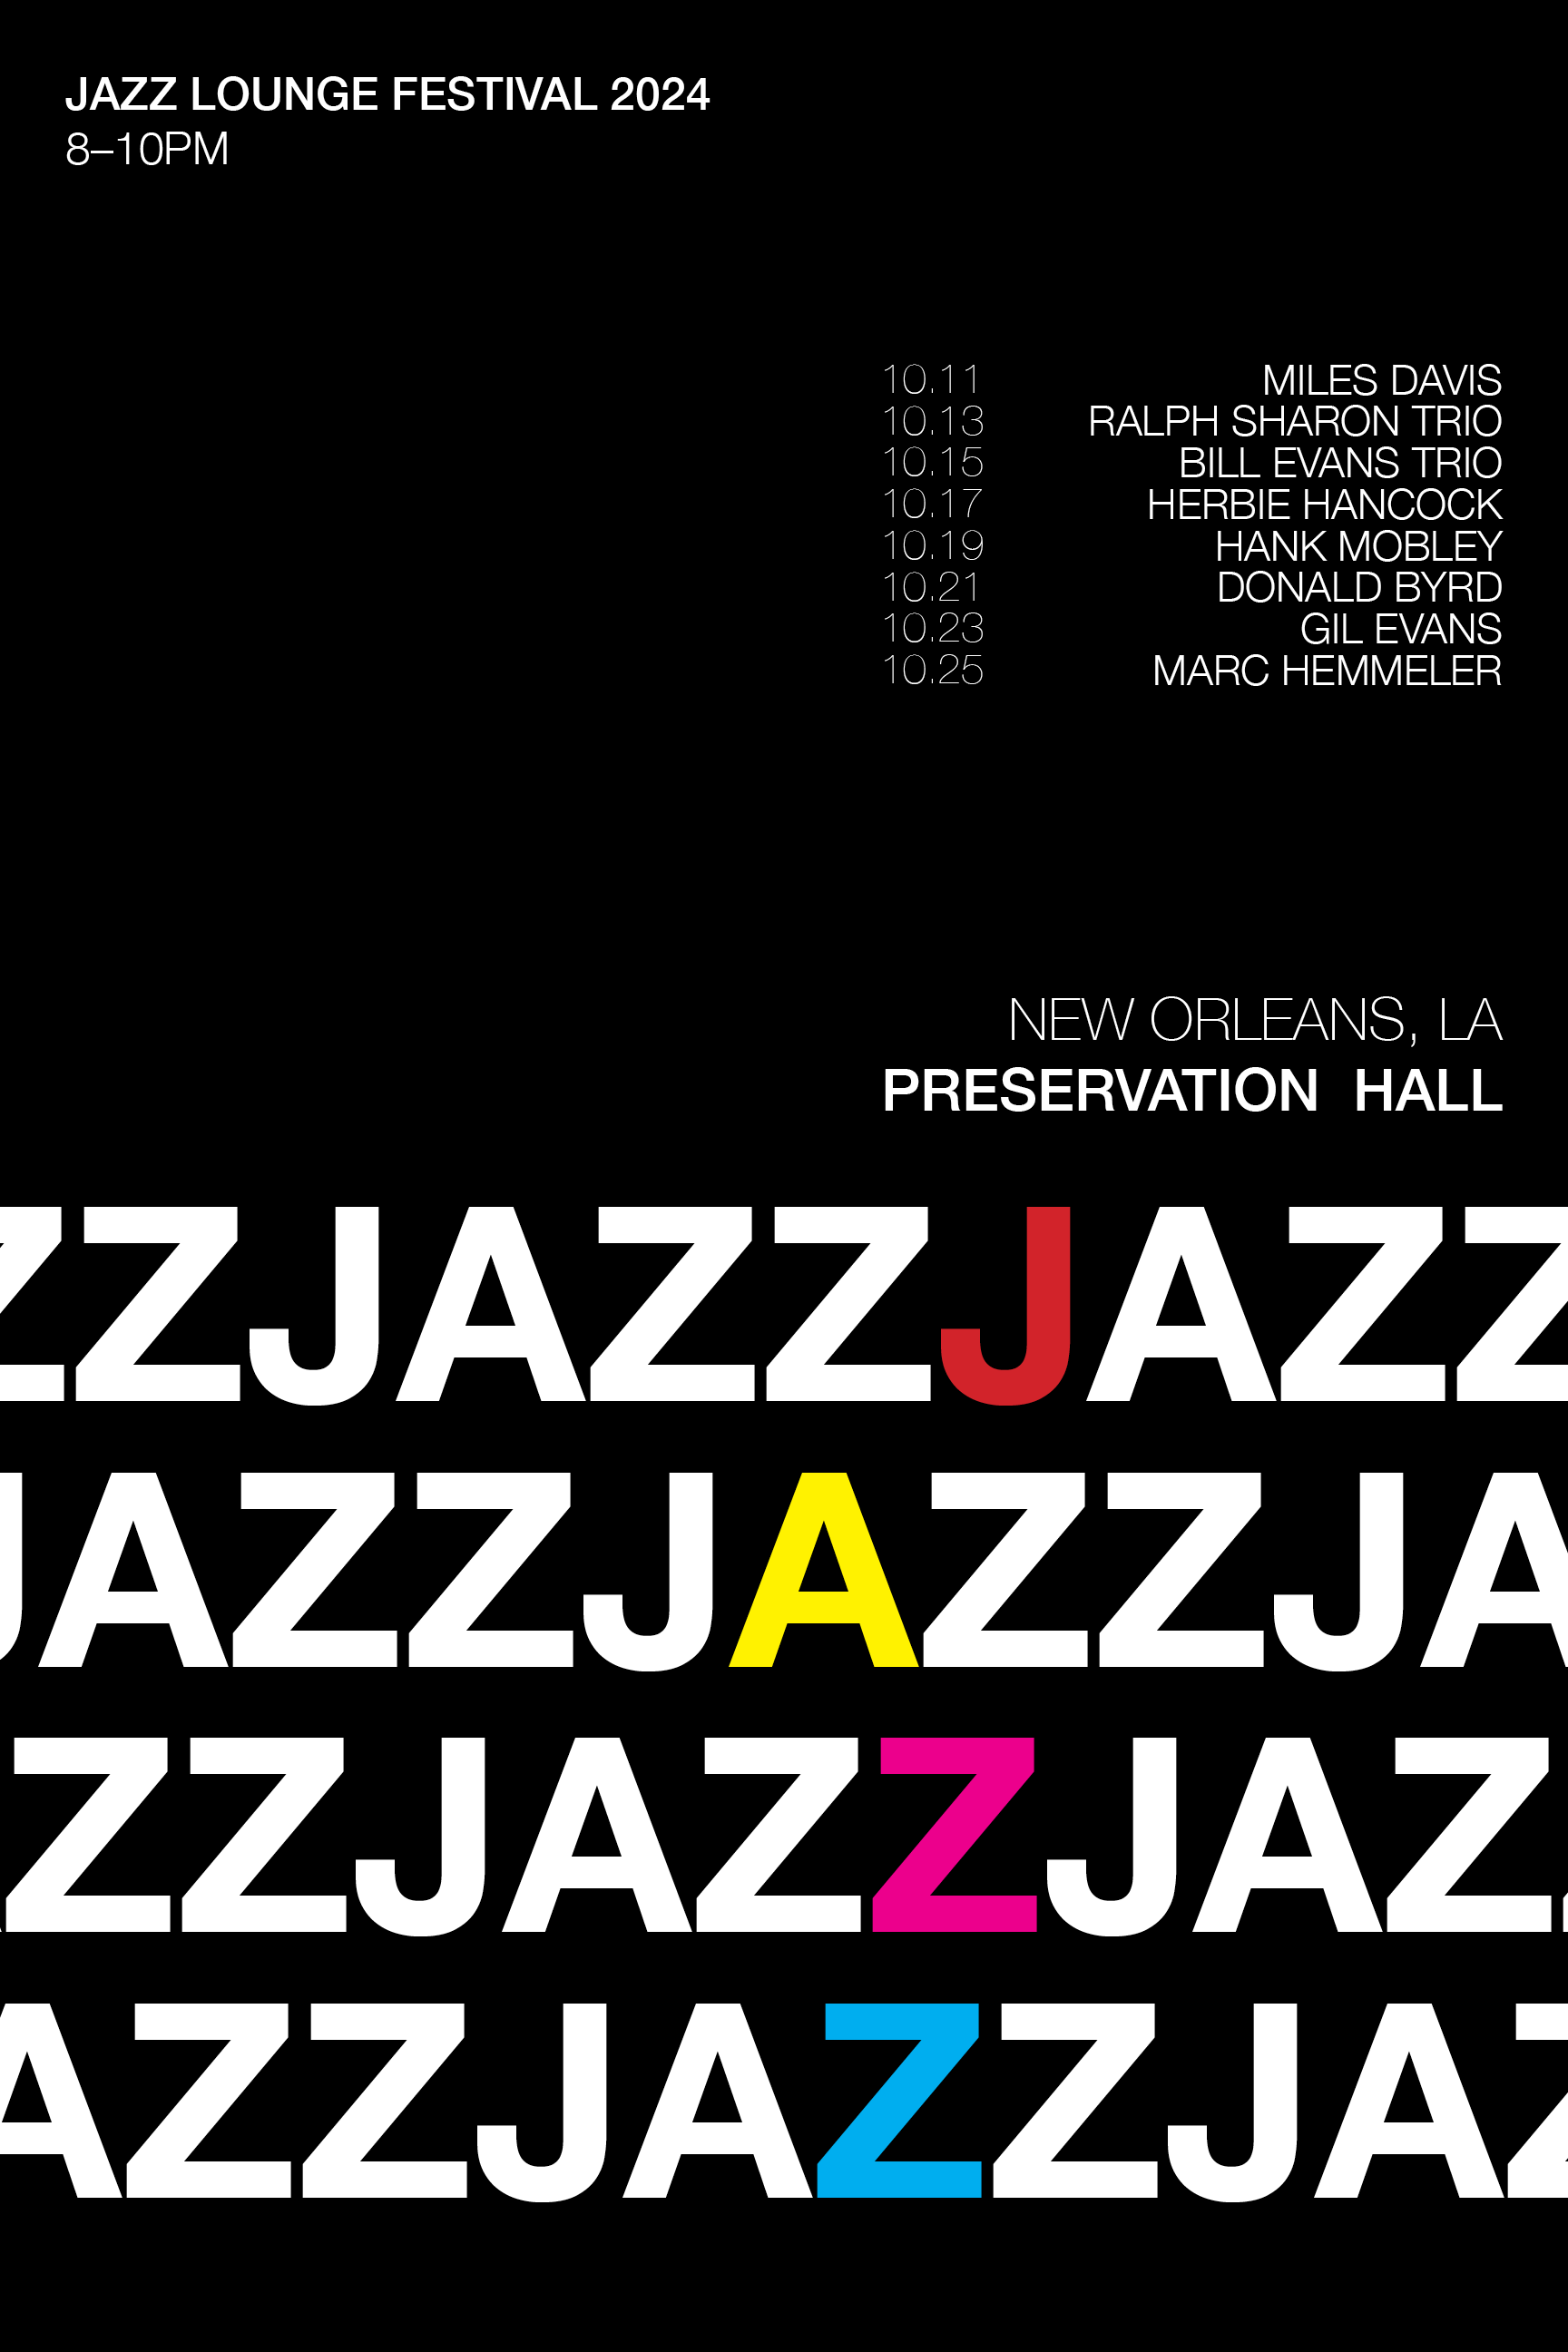 JAZZ LOUNGE FESTIVAL 2024
8–10PM
10.11 MILES DAVIS
10.13 RALPH SHARON TRIO
10.15 BILL EVANS TRIO
10.17 HERBIE HANCOCK
10.19 HANK MOBLEY
10.21 DONALD BYRD
10.23 GIL EVANS
10.25 MARC HEMMELER
NEW ORLEANS, LA
PRESERVATION HALL
ZZJAZZJAZZ
JAZZJAZZJA
ZZJAZZJAZ
AZZJAZZJAZ